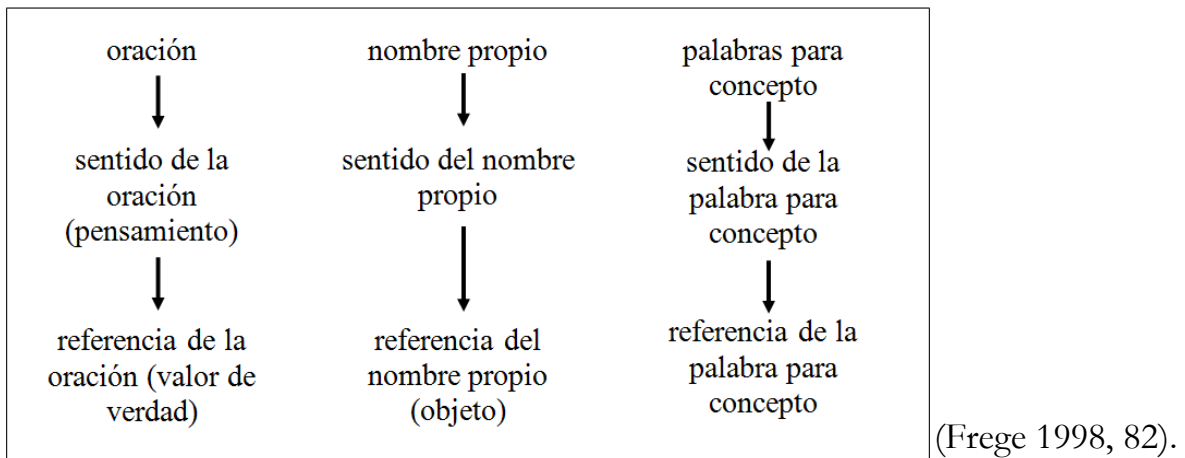 oración
sentido de la
oración
(pensamiento)
referencia de la
oración (valor de
verdad)
nombre propio
sentido del nombre
propio
referencia del
nombre propio
(objeto)
palabras para
concepto
sentido de la
palabra para
concepto
referencia de la
palabra para
concepto
(Frege 1998, 82).